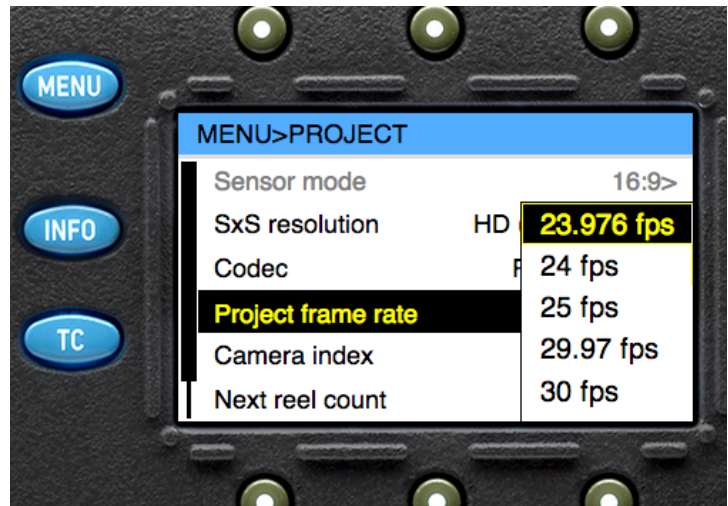 MENU
MENU>PROJECT
Sensor mode 16:9>
INFO
SxS resolution HD 23.976 fps
Codec 24 fps
Project frame rate 25 fps
TC
Camera index 29.97 fps
Next reel count 30 fps